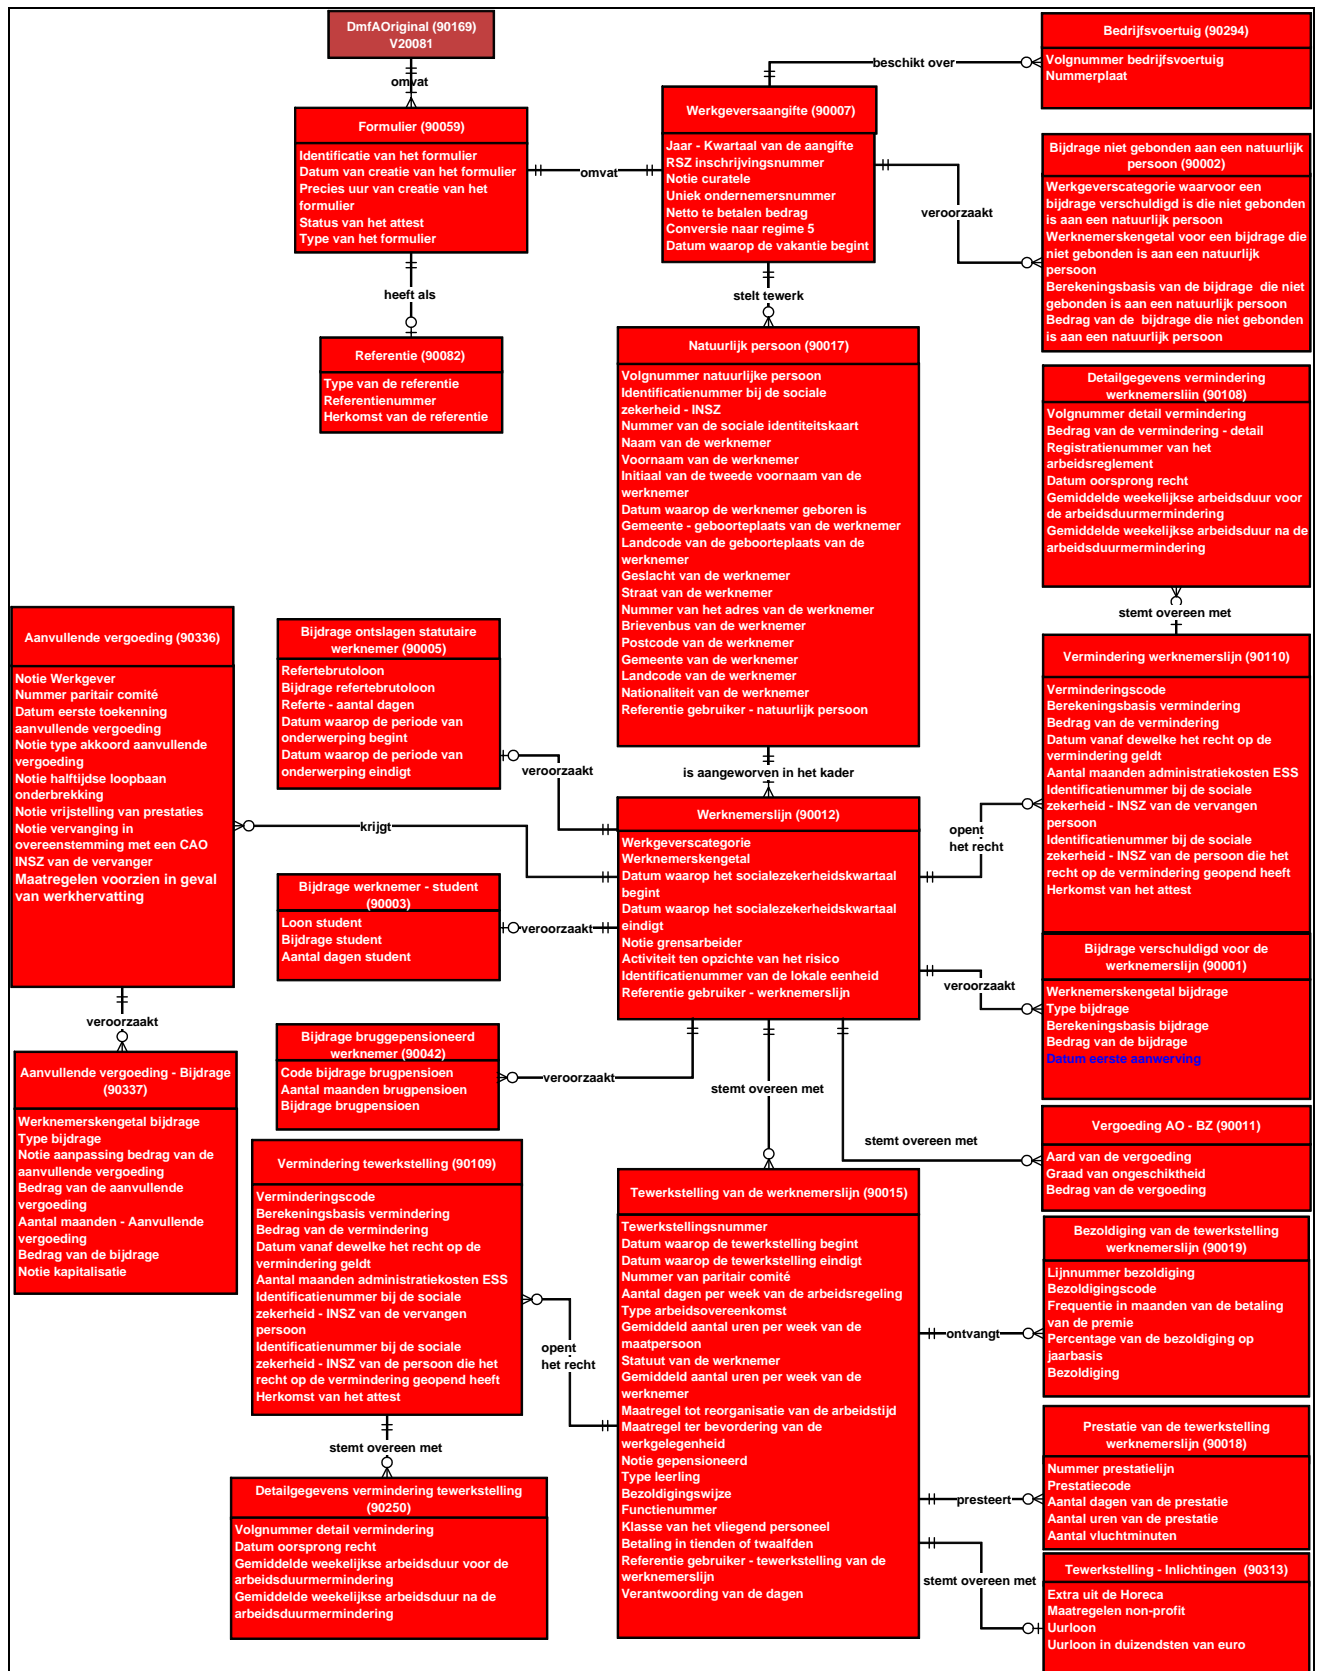 DmfAOriginal (90169)
V20081
omvat
Formulier (90059)
Identificatie van het formulier
Datum van creatie van het formulier
Precies uur van creatie van het
formulier
Status van het attest
Type van het formulier
omvat
heeft als
Referentie (90082)
Type van de referentie
Referentienummer
Herkomst van de referentie
Werkgeversaangifte (90007)
Jaar - Kwartaal van de aangifte
RSZ inschrijvingsnummer
Notie curatele
Uniek ondernemersnummer
Netto te betalen bedrag
Conversie naar regime 5
Datum waarop de vakantie begint
beschikt over
Bedrijfsvoertuig (90294)
Volgnummer bedrijfsvoertuig
Nummerplaat
veroorzaakt
Bijdrage niet gebonden aan een natuurlijk
persoon (90002)
Werkgeverscategorie waarvoor een
bijdrage verschuldigd is die niet gebonden
is aan een natuurlijk persoon
Werknemerskengetal voor een bijdrage die
niet gebonden is aan een natuurlijk
persoon
Berekeningsbasis van de bijdrage die niet
gebonden is aan een natuurlijk persoon
Bedrag van de bijdrage die niet gebonden
is aan een natuurlijk persoon
stelt tewerk
Natuurlijk persoon (90017)
Volgnummer natuurlijke persoon
Identificatienummer bij de sociale
zekerheid - INSZ
Nummer van de sociale identiteitskaart
Naam van de werknemer
Voornaam van de werknemer
Initiaal van de tweede voornaam van de
werknemer
Datum waarop de werknemer geboren is
Gemeente - geboorteplaats van de werknemer
Landcode van de geboorteplaats van de
werknemer
Geslacht van de werknemer
Straat van de werknemer
Nummer van het adres van de werknemer
Brievenbus van de werknemer
Postcode van de werknemer
Gemeente van de werknemer
Landcode van de werknemer
Nationaliteit van de werknemer
Referentie gebruiker - natuurlijk persoon
Detailgegevens vermindering
werknemerslijn (90108)
Volgnummer detail vermindering
Bedrag van de vermindering - detail
Registratienummer van het
arbeidsreglement
Datum oorsprong recht
Gemiddelde weekelijkse arbeidsduur voor
de arbeidsduurmermindering
Gemiddelde weekelijkse arbeidsduur na de
arbeidsduurmermindering
stemt overeen met
Vermindering werknemerslijn (90110)
Verminderingscode
Berekeningsbasis vermindering
Bedrag van de vermindering
Datum vanaf dewelke het recht op de
vermindering geldt
Aantal maanden administratiekosten ESS
Identificatienummer bij de sociale
zekerheid - INSZ van de vervangen
persoon
Identificatienummer bij de sociale
zekerheid - INSZ van de persoon die het
recht op de vermindering geopend heeft
Herkomst van het attest
Aanvullende vergoeding (90336)
Notie Werkgever
Nummer paritair comité
Datum eerste toekenning
aanvullende vergoeding
Notie type akkoord aanvullende
vergoeding
Notie halftijdse loopbaan
onderbrekking
Notie vrijstelling van prestaties
Notie vervanging in
overeenstemming met een CAO
INSZ van de vervanger
Maatregelen voorzien in geval
van werkhervatting
Bijdrage ontslagen statutaire
werknemer (90005)
Refertebrutoloon
Bijdrage refertebrutoloon
Referte - aantal dagen
Datum waarop de periode van
onderwerping begint
Datum waarop de periode van
onderwerping eindigt
veroorzaakt
krijgt
is aangeworven in het kader
Werknemerslijn (90012)
Werkgeverscategorie
Werknemerskengetal
Datum waarop het socialezekerheidskwartaal
begint
Datum waarop het socialezekerheidskwartaal
eindigt
Notie grensarbeider
Activiteit ten opzichte van het risico
Identificatienummer van de lokale eenheid
Referentie gebruiker - werknemerslijn
opent
het recht
Bijdrage werknemer - student
(90003)
Loon student
Bijdrage student
Aantal dagen student
veroorzaakt
veroorzaakt
Bijdrage verschuldigd voor de
werknemerslijn (90001)
Werknemerskengetal bijdrage
Type bijdrage
Berekeningsbasis bijdrage
Bedrag van de bijdrage
Datum eerste aanwerving
veroorzaakt
Aanvullende vergoeding - Bijdrage
(90337)
Werknemerskengetal bijdrage
Type bijdrage
Notie aanpassing bedrag van de
aanvullende vergoeding
Bedrag van de aanvullende
vergoeding
Aantal maanden - Aanvullende
vergoeding
Bedrag van de bijdrage
Notie kapitalisatie
Bijdrage bruggepensioneerd
werknemer (90042)
Code bijdrage brugpensioen
Aantal maanden brugpensioen
Bijdrage brugpensioen
veroorzaakt
stemt overeen met
stemt overeen met
Vergoeding AO - BZ (90011)
Aard van de vergoeding
Graad van ongeschiktheid
Bedrag van de vergoeding
Vermindering tewerkstelling (90109)
Verminderingscode
Berekeningsbasis vermindering
Bedrag van de vermindering
Datum vanaf dewelke het recht op de
vermindering geldt
Aantal maanden administratiekosten ESS
Identificatienummer bij de sociale
zekerheid - INSZ van de vervangen
persoon
Identificatienummer bij de sociale
zekerheid - INSZ van de persoon die het
recht op de vermindering geopend heeft
Herkomst van het attest
opent
het recht
stemt overeen met
Detailgegevens vermindering tewerkstelling
(90250)
Volgnummer detail vermindering
Datum oorsprong recht
Gemiddelde weekelijkse arbeidsduur voor de
arbeidsduurmermindering
Gemiddelde weekelijkse arbeidsduur na de
arbeidsduurmermindering
Tewerkstelling van de werknemerslijn (90015)
Tewerkstellingsnummer
Datum waarop de tewerkstelling begint
Datum waarop de tewerkstelling eindigt
Nummer van paritair comité
Aantal dagen per week van de arbeidsregeling
Type arbeidsovereenkomst
Gemiddeld aantal uren per week van de
maatpersoon
Statuut van de werknemer
Gemiddeld aantal uren per week van de
werknemer
Maatregel tot reorganisatie van de arbeidstijd
Maatregel ter bevordering van de
werkgelegenheid
Notie gepensioneerd
Type leerling
Bezoldigingswijze
Functienummer
Klasse van het vliegend personeel
Betaling in tienden of twaalfden
Referentie gebruiker - tewerkstelling van de
werknemerslijn
Verantwoording van de dagen
ontvangt
Bezoldiging van de tewerkstelling
werknemerslijn (90019)
Lijnnummer bezoldiging
Bezoldigingscode
Frequentie in maanden van de betaling
van de premie
Percentage van de bezoldiging op
jaarbasis
Bezoldiging
presteert
Prestatie van de tewerkstelling
werknemerslijn (90018)
Nummer prestatielijn
Prestatiecode
Aantal dagen van de prestatie
Aantal uren van de prestatie
Aantal vluchtminuten
stemt overeen met
Tewerkstelling - Inlichtingen (90313)
Extra uit de Horeca
Maatregelen non-profit
Uurloon
Uurloon in duizendsten van euro